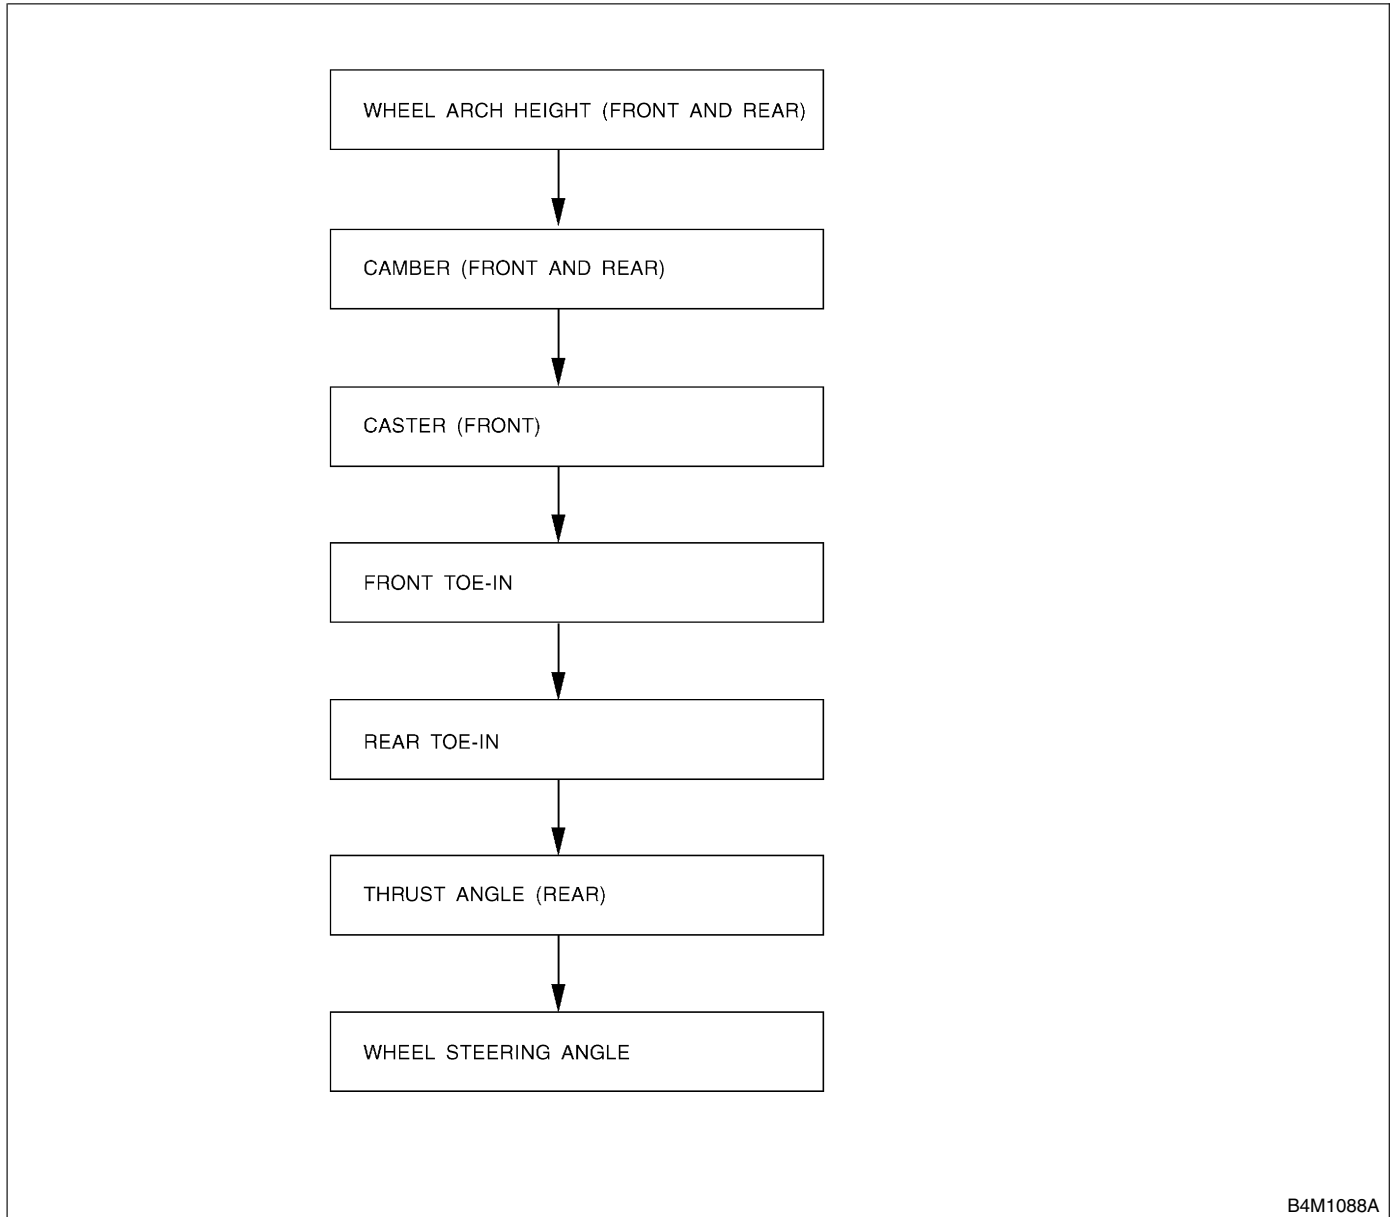 WHEEL ARCH HEIGHT (FRONT AND REAR)
CAMBER (FRONT AND REAR)
CASTER (FRONT)
FRONT TOE-IN
REAR TOE-IN
THRUST ANGLE (REAR)
WHEEL STEERING ANGLE
B4M1088A